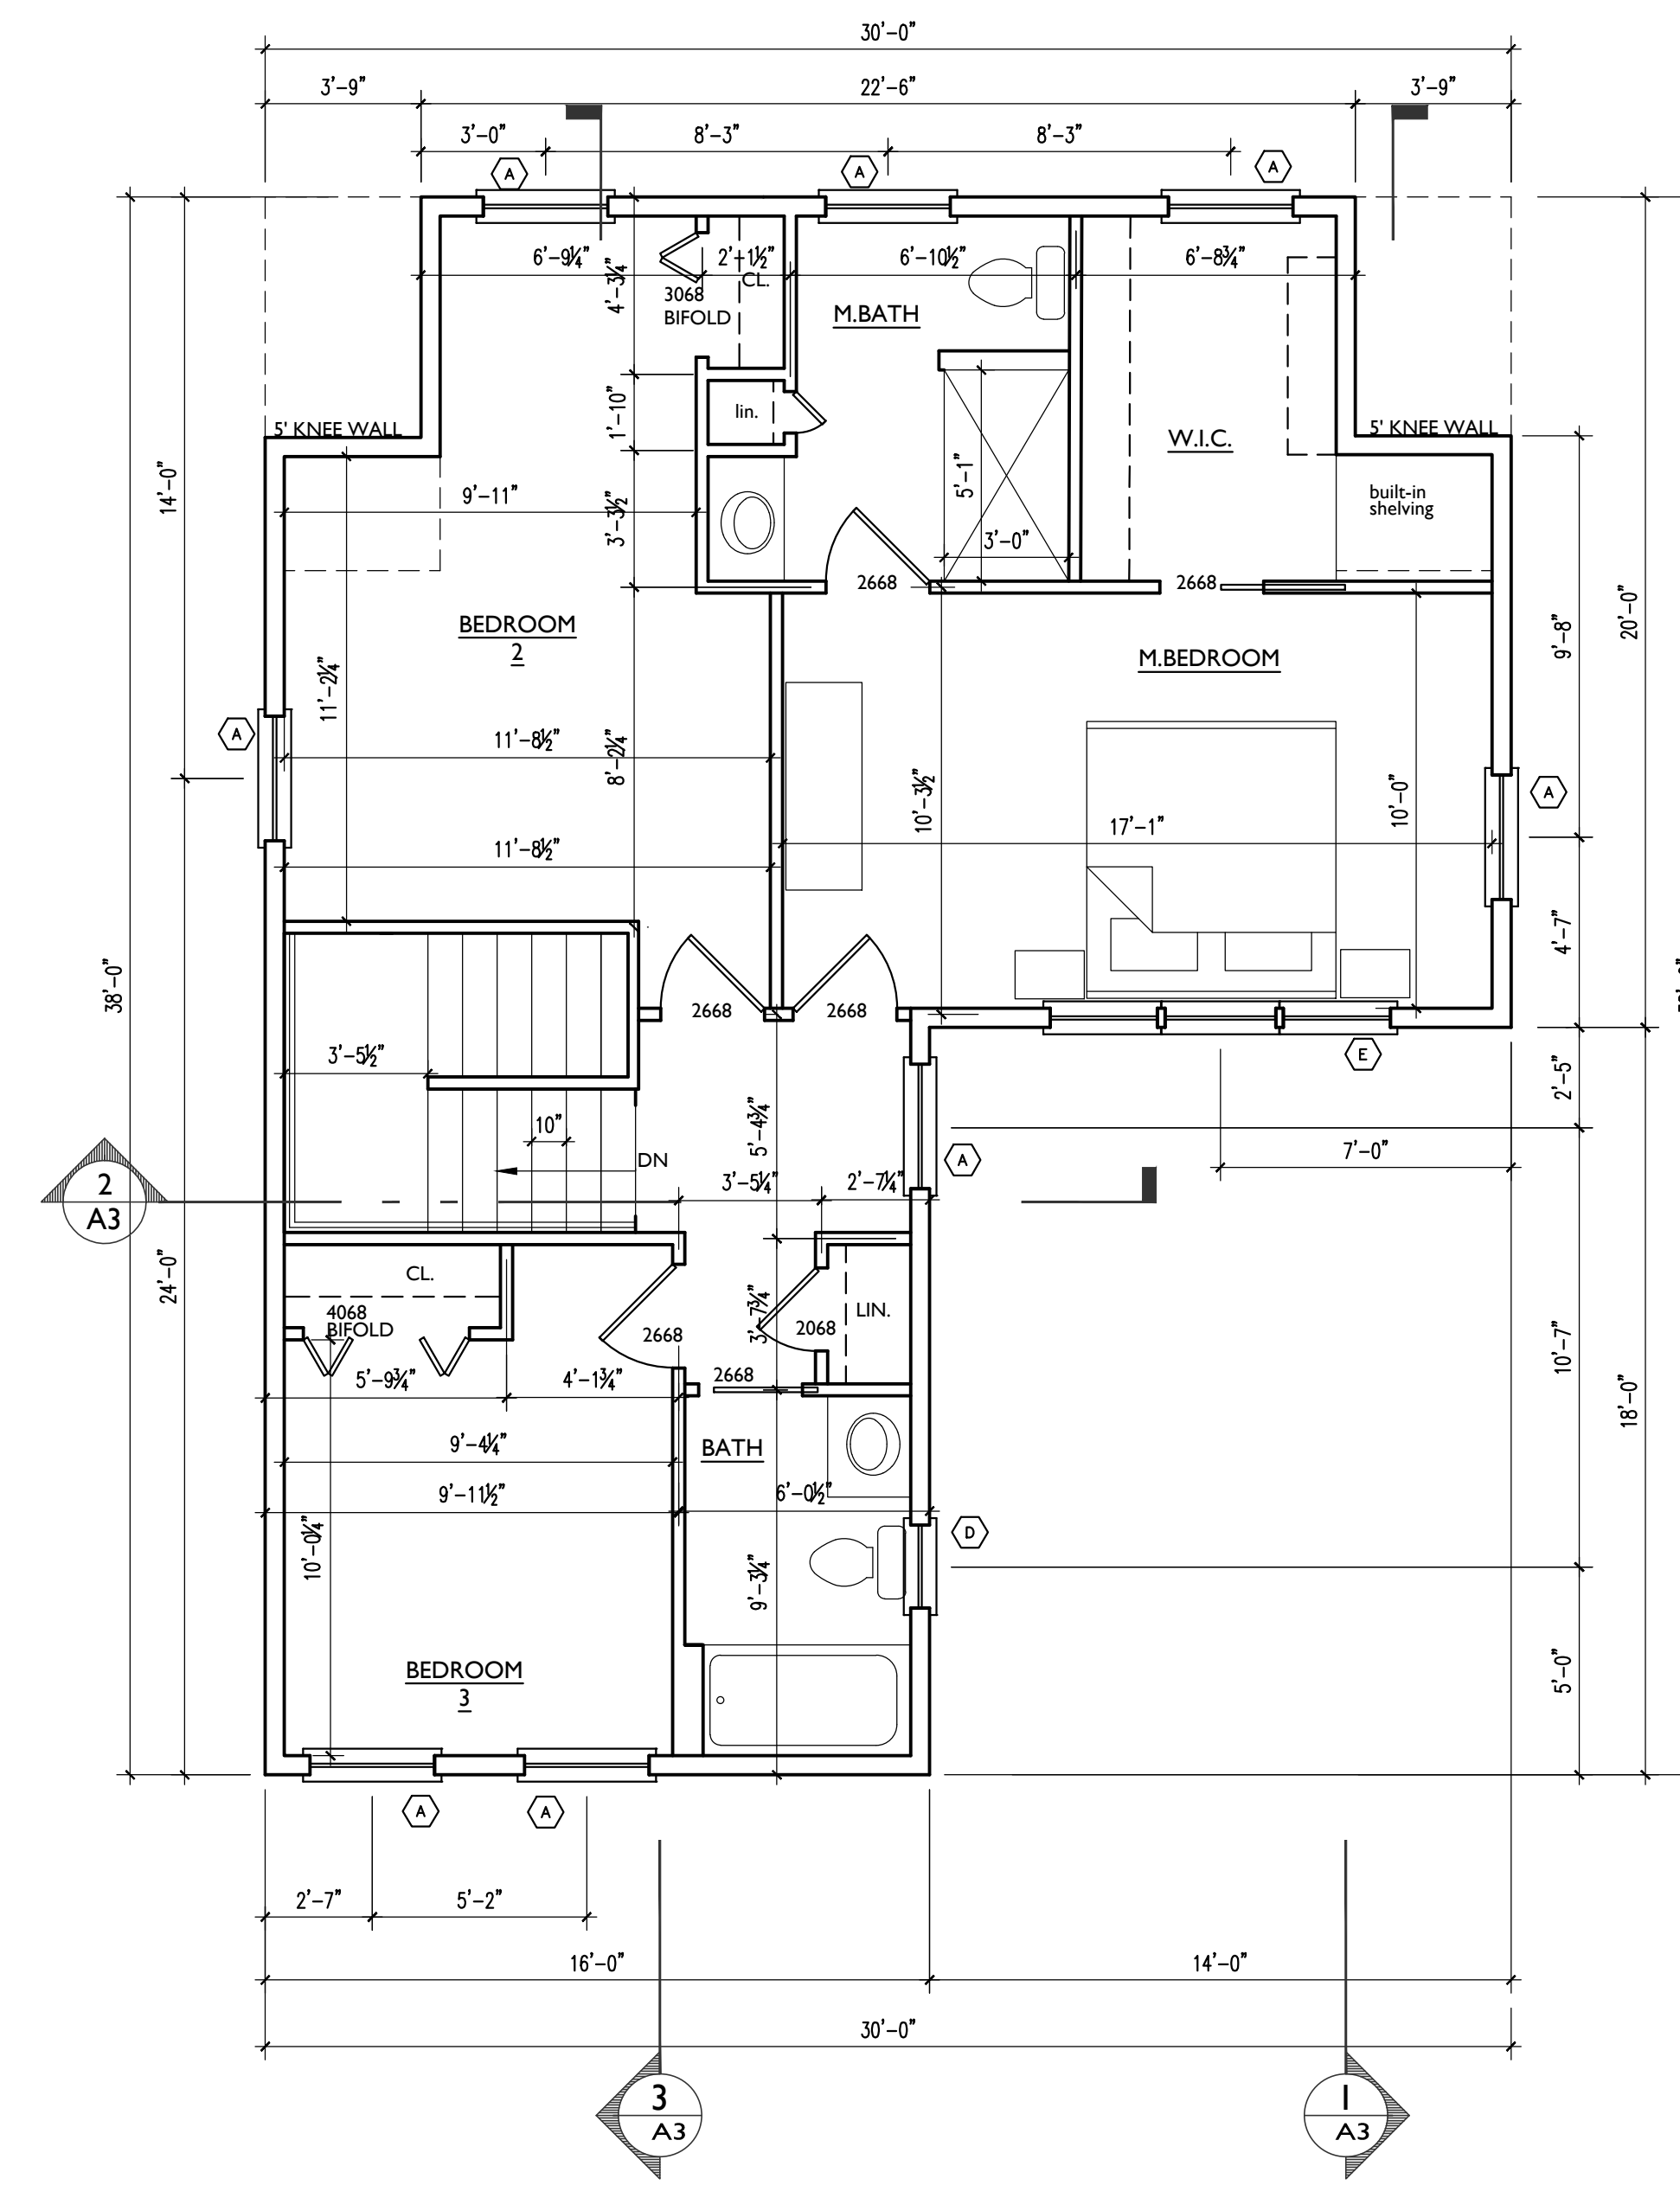 30'-0"
3'-9"
22'-6"
3'-9"
3'-0"
8'-3"
8'-3"
A
A
A
6'-9¼"
2'-1½"
6'-10½"
6'-8¾"
4'-3¼"
CL.
3068
BIFOLD
M.BATH
1'-10"
lin.
5' KNEE WALL
5' KNEE WALL
W.I.C.
14'-0"
9'-11"
3'-3½"
5'-1"
3'-0"
built-in
shelving
2668
2668
BEDROOM
2
M.BEDROOM
9'-8"
20'-0"
11'-2¼"
A
11'-8½"
8'-2¼"
10'-3½"
10'-0"
A
17'-1"
11'-8½"
4'-7"
38'-0"
2668
2668
3'-5½"
E
2'-5"
10"
5'-4¾"
DN
A
7'-0"
2
A3
3'-5¼"
2'-7¼"
24'-0"
CL.
4068
BIFOLD
2668
3'-7¾"
2068
LIN.
10'-7"
5'-9¾"
4'-1¾"
2668
18'-0"
9'-4¼"
BATH
9'-11½"
6'-0½"
10'-0¼"
D
9'-3¼"
BEDROOM
3
5'-0"
A
A
2'-7"
5'-2"
16'-0"
14'-0"
30'-0"
3
A3
1
A3